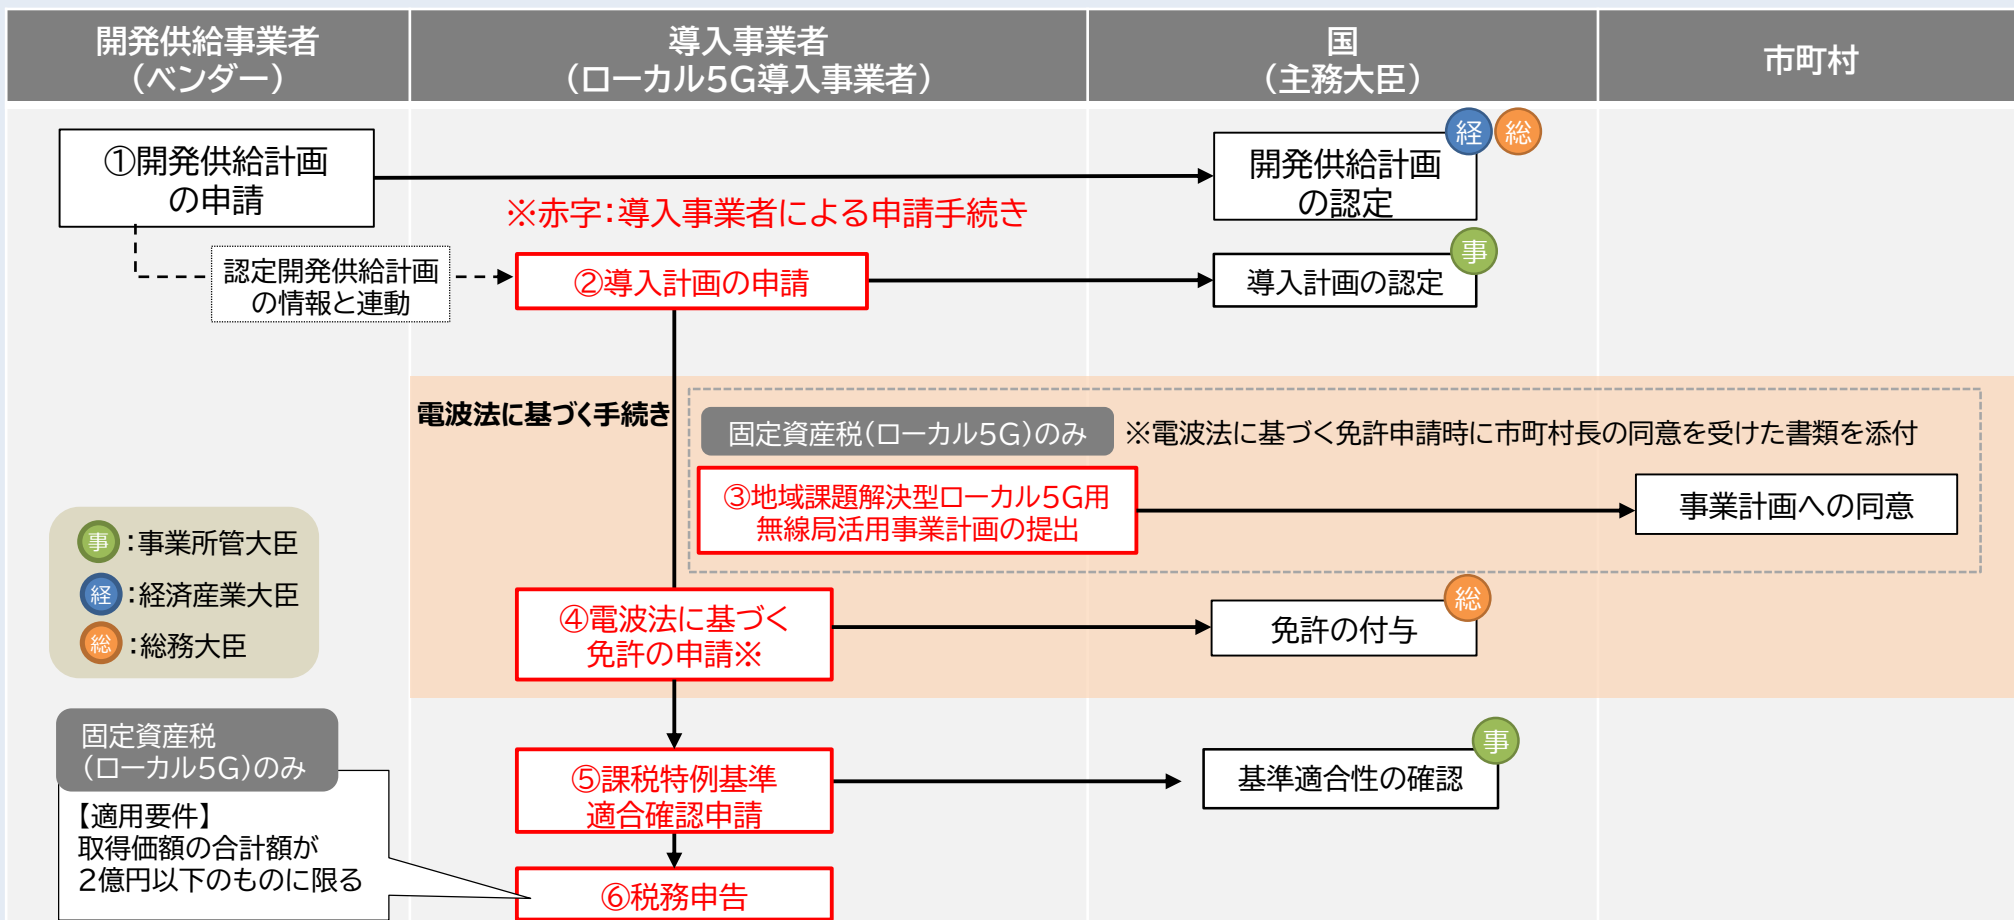 開発供給事業者
（ベンダー）
導入事業者
（ローカル5G導入事業者）
国
（主務大臣）
市町村
①開発供給計画
の申請
経
総
開発供給計画
の認定
※赤字：導入事業者による申請手続き
認定開発供給計画
の情報と連動
②導入計画の申請
事
導入計画の認定
電波法に基づく手続き
固定資産税（ローカル5G）のみ
※電波法に基づく免許申請時に市町村長の同意を受けた書類を添付
③地域課題解決型ローカル5G用
無線局活用事業計画の提出
事業計画への同意
事：事業所管大臣
経：経済産業大臣
総：総務大臣
④電波法に基づく
免許の申請※
総
免許の付与
固定資産税
（ローカル5G）のみ
【適用要件】
取得価額の合計額が
2億円以下のものに限る
⑤課税特例基準
適合確認申請
事
基準適合性の確認
⑥税務申告